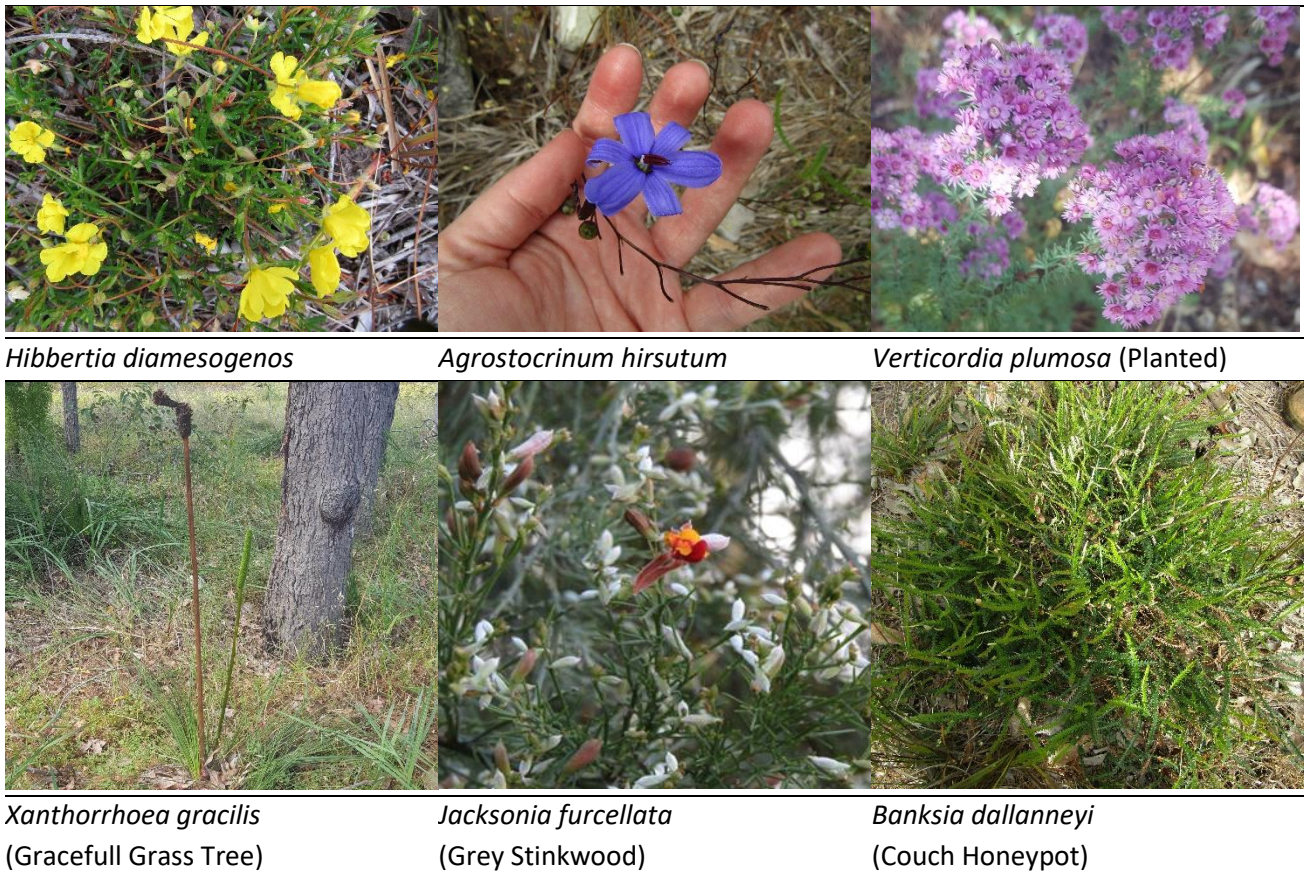 Hibbertia diamesogenos
Agrostocrinum hirsutum
Verticordia plumosa (Planted)
Xanthorrhoea gracilis
(Gracefull Grass Tree)
Jacksonia furcellata
(Grey Stinkwood)
Banksia dallanneyi
(Couch Honeypot)